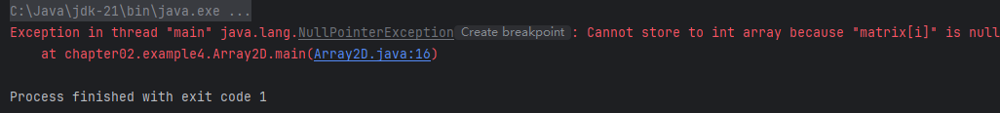 C:\Java\jdk-21\bin\java.exe ...
Exception in thread "main" java.lang.NullPointerException Create breakpoint : Cannot store to int array because "matrix[i]" is null
    at chapter02.example4.Array2D.main(Array2D.java:16)
Process finished with exit code 1